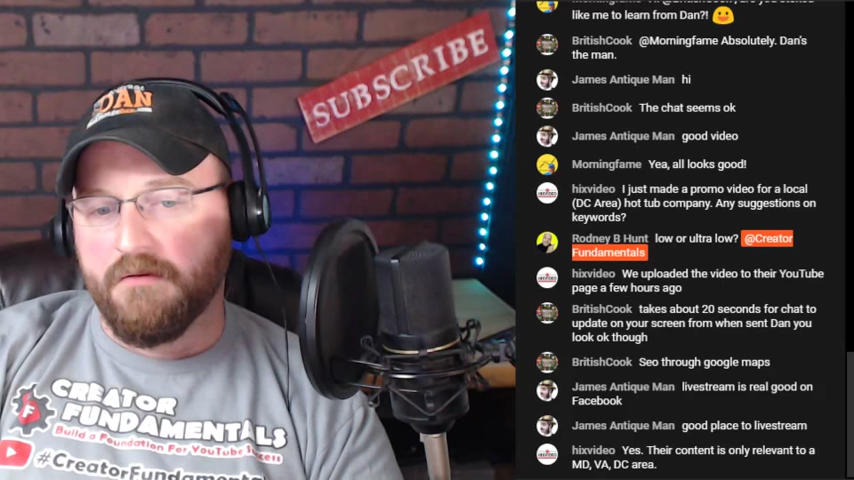 DAN
SUBSCRIBE
CREATOR
FUNDAMENTALS
Build a Foundation For YouTube Success
#CreatorFundamenta
like me to learn from Dan?!
BritishCook @Morningfame Absolutely. Dan's
the man.
James Antique Man hi
BritishCook The chat seems ok
James Antique Man good video
Morningfame Yea, all looks good!
hixvideo I just made a promo video for a local
(DC Area) hot tub company. Any suggestions on
keywords?
Rodney B Hunt low or ultra low? @Creator
Fundamentals
hixvideo We uploaded the video to their YouTube
page a few hours ago
BritishCook takes about 20 seconds for chat to
update on your screen from when sent Dan you
look ok though
BritishCook Seo through google maps
James Antique Man livestream is real good on
Facebook
James Antique Man good place to livestream
hixvideo Yes. Their content is only relevant to a
MD, VA, DC area.